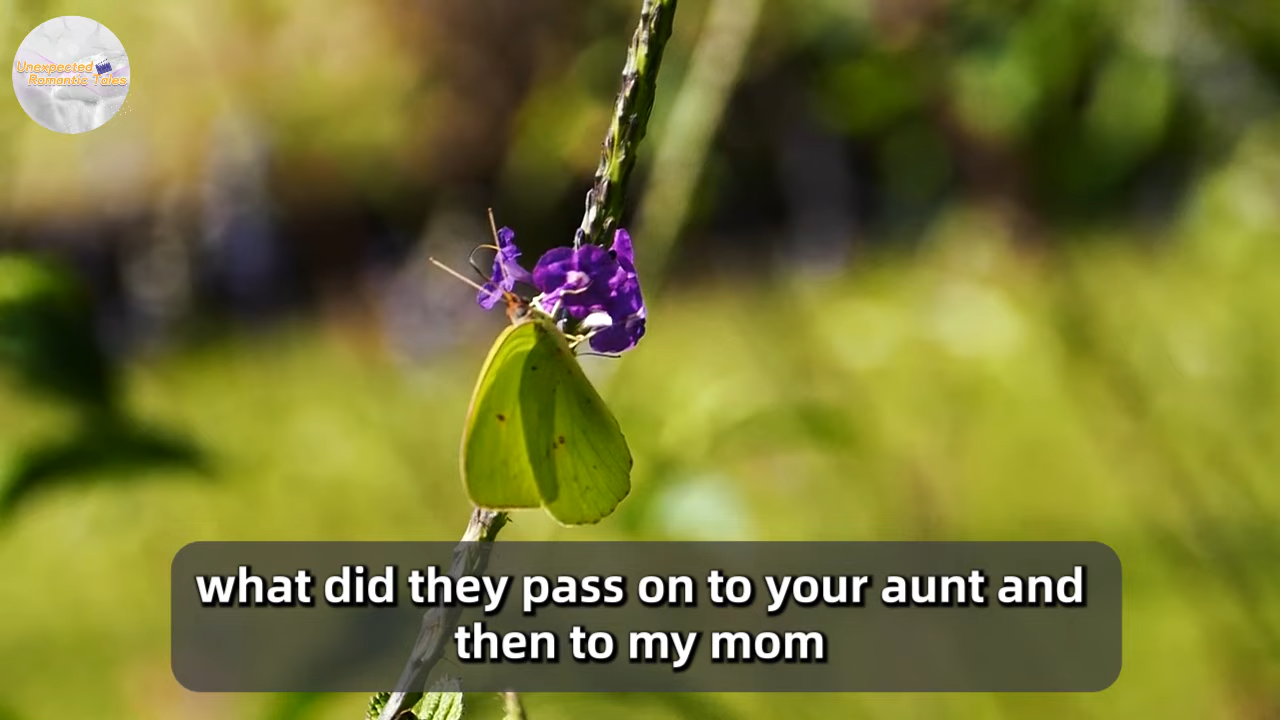 Unexpected
Romantic Tales
what did they pass on to your aunt and
then to my mom